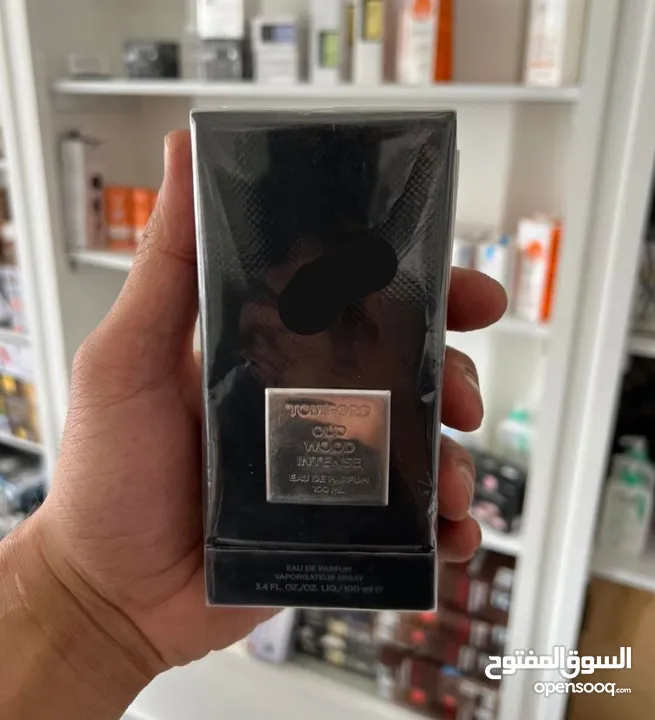 TOM FORD
OUD
WOOD
INTENSE
EAU DE PARFUM
100 ML
EAU DE PARFUM
VAPORISATEUR SPRAY
3.4 FL. OZ./OZ. LIQ./100 ml ℮
السوق المفتوح
opensooq.com